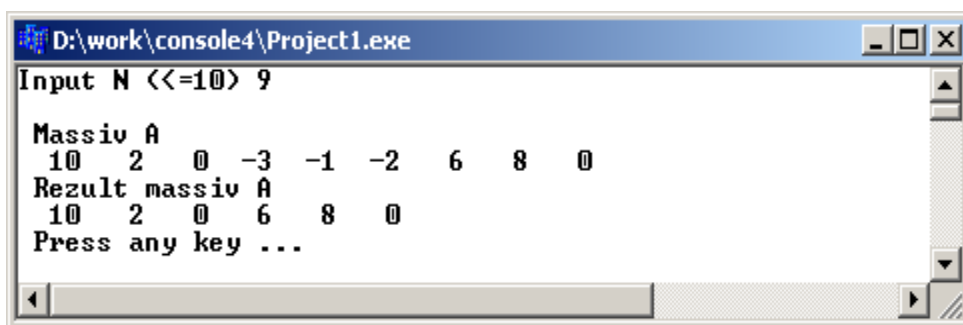 D:\work\console4\Project1.exe
Input N (<=10) 9
Massiv A
10 2 0 -3 -1 -2 6 8 0
Rezult massiv A
10 2 0 6 8 0
Press any key ...